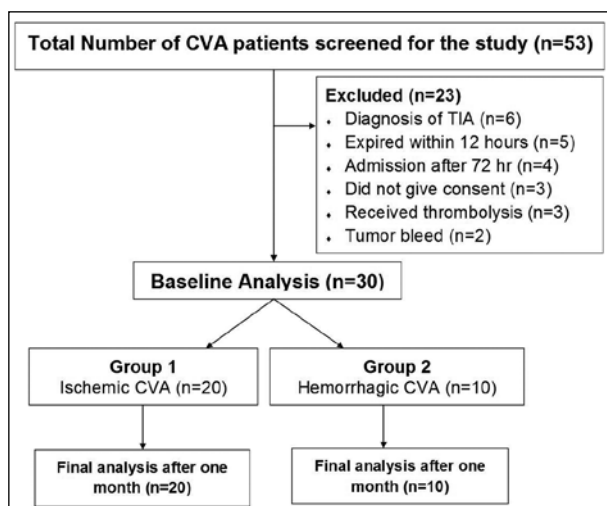 Total Number of CVA patients screened for the study (n=53)
Excluded (n=23)
• Diagnosis of TIA (n=6)
• Expired within 12 hours (n=5)
• Admission after 72 hr (n=4)
• Did not give consent (n=3)
• Received thrombolysis (n=3)
• Tumor bleed (n=2)
Baseline Analysis (n=30)
Group 1
Ischemic CVA (n=20)
Group 2
Hemorrhagic CVA (n=10)
Final analysis after one
month (n=20)
Final analysis after one
month (n=10)